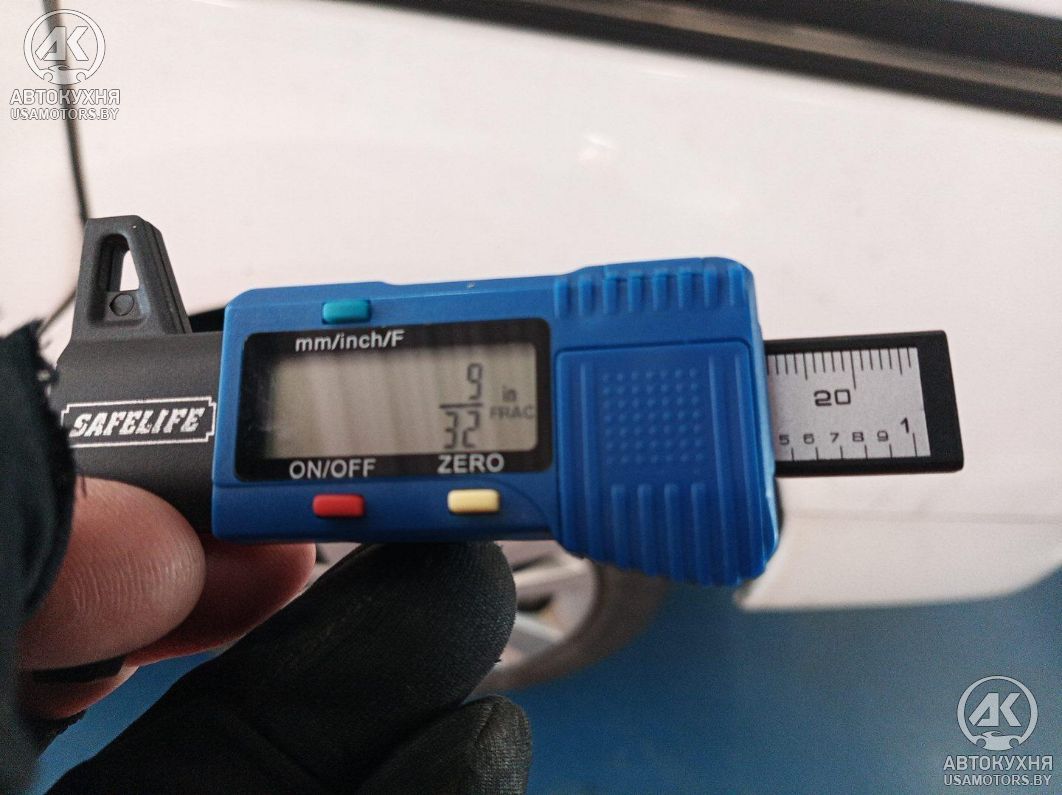 AK
АВТОКУХНЯ
USAMOTORS.BY
mm/inch/F
9
32
in
FRAC
SAFELIFE
ON/OFF
ZERO
20
5 6 7 8 9 1
AK
АВТОКУХНЯ
USAMOTORS.BY